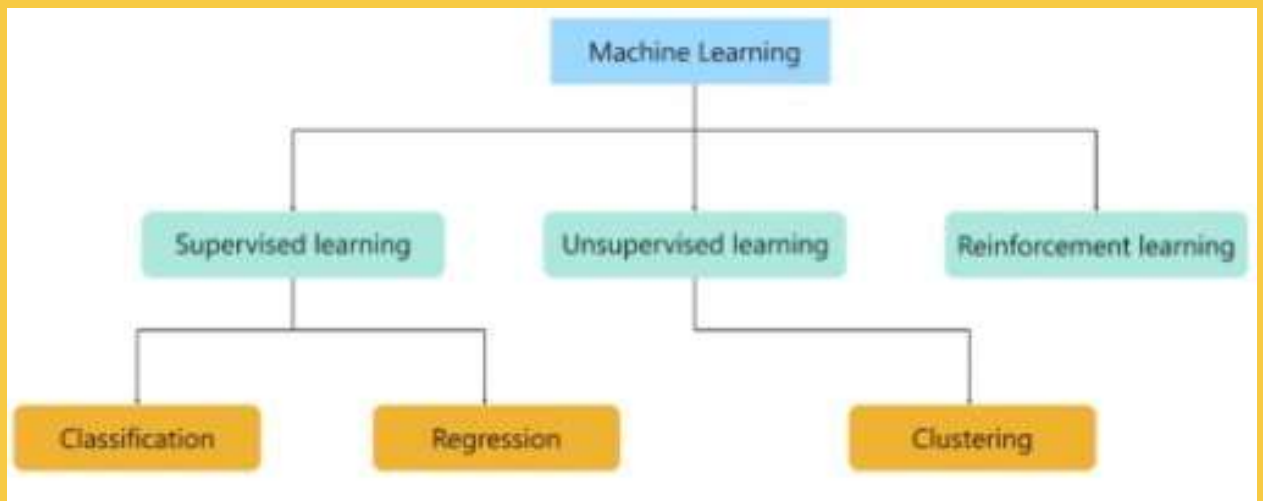 Machine Learning
Supervised learning
Unsupervised learning
Reinforcement learning
Classification
Regression
Clustering